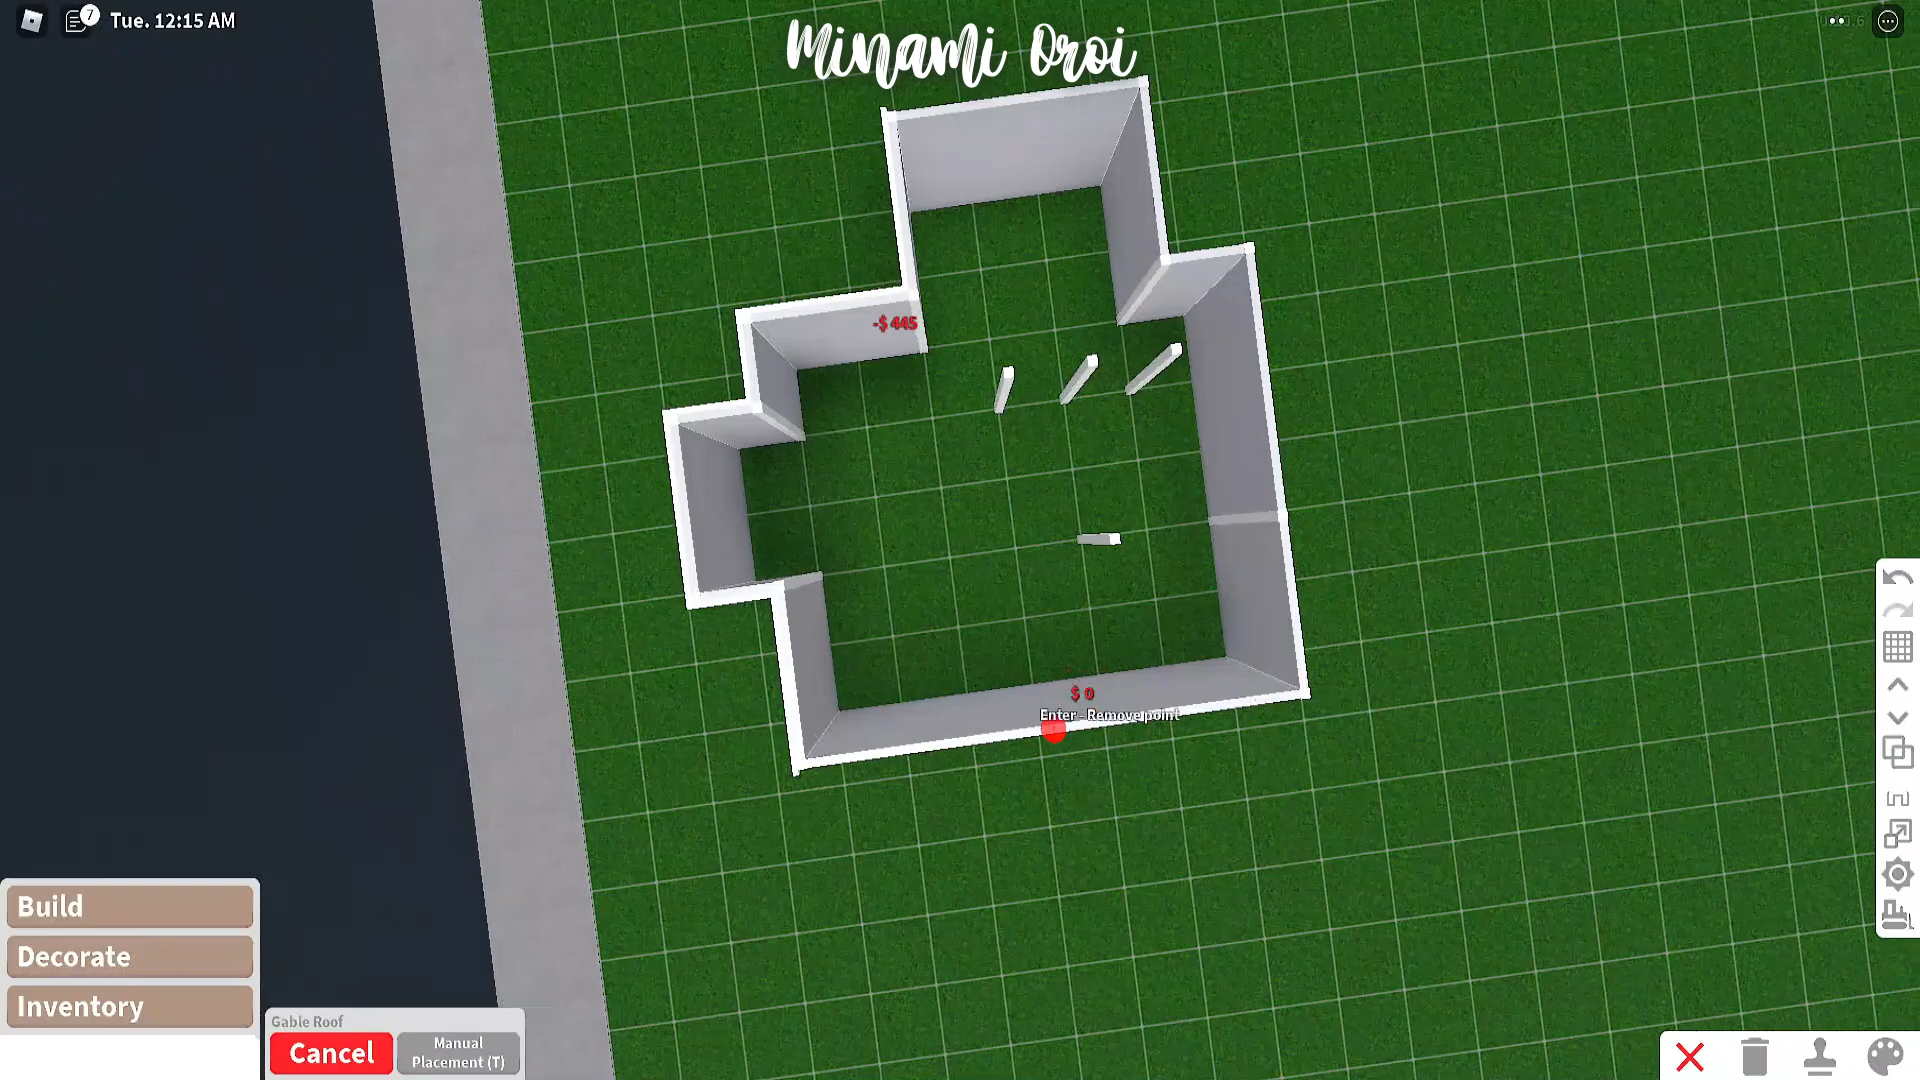 7
Tue. 12:15 AM
Minami Oroi
-$ 445
$ 0
Enter - Remove point
Build
Decorate
Inventory
Gable Roof
Cancel
Manual
Placement (T)